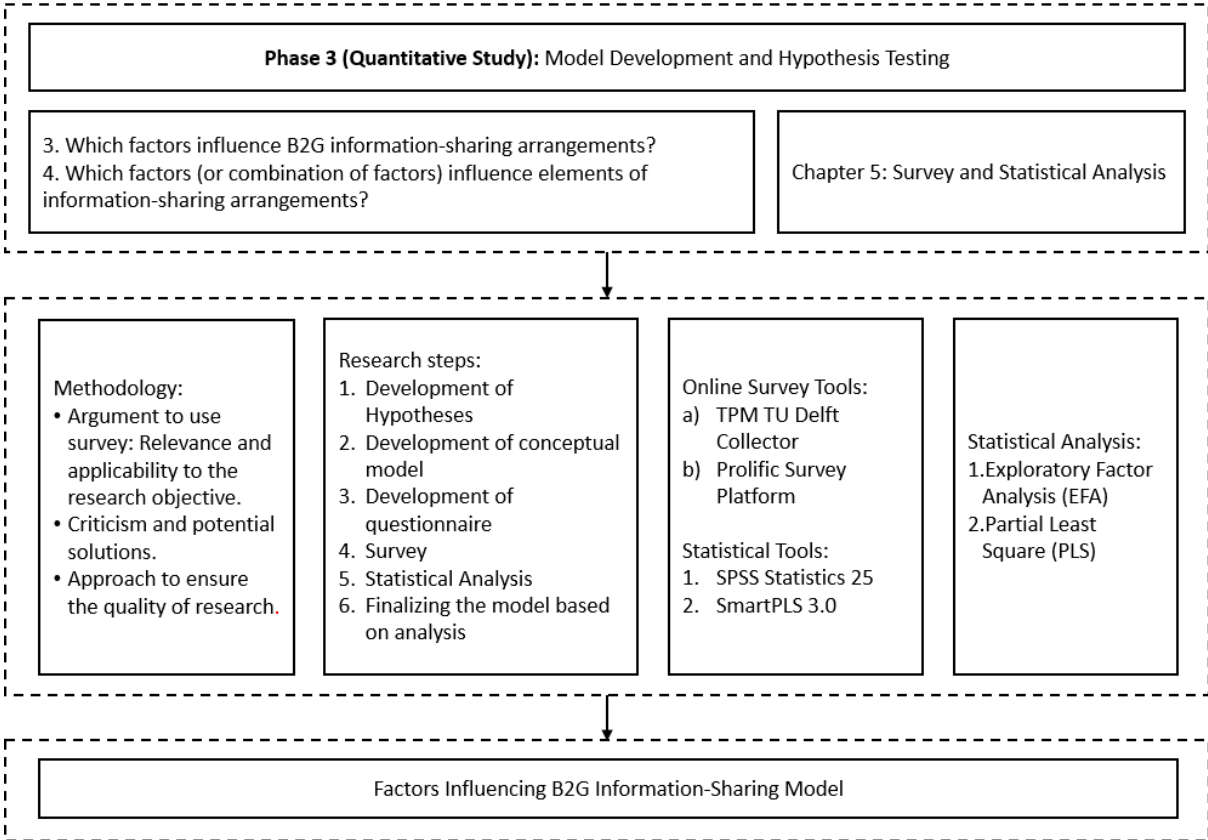 Phase 3 (Quantitative Study): Model Development and Hypothesis Testing
3. Which factors influence B2G information-sharing arrangements?
4. Which factors (or combination of factors) influence elements of
information-sharing arrangements?
Chapter 5: Survey and Statistical Analysis
Methodology:
• Argument to use
survey: Relevance and
applicability to the
research objective.
• Criticism and potential
solutions.
• Approach to ensure
the quality of research.
Research steps:
1. Development of
Hypotheses
2. Development of conceptual
model
3. Development of
questionnaire
4. Survey
5. Statistical Analysis
6. Finalizing the model based
on analysis
Online Survey Tools:
a) TPM TU Delft
Collector
b) Prolific Survey
Platform
Statistical Tools:
1. SPSS Statistics 25
2. SmartPLS 3.0
Statistical Analysis:
1.Exploratory Factor
Analysis (EFA)
2.Partial Least
Square (PLS)
Factors Influencing B2G Information-Sharing Model